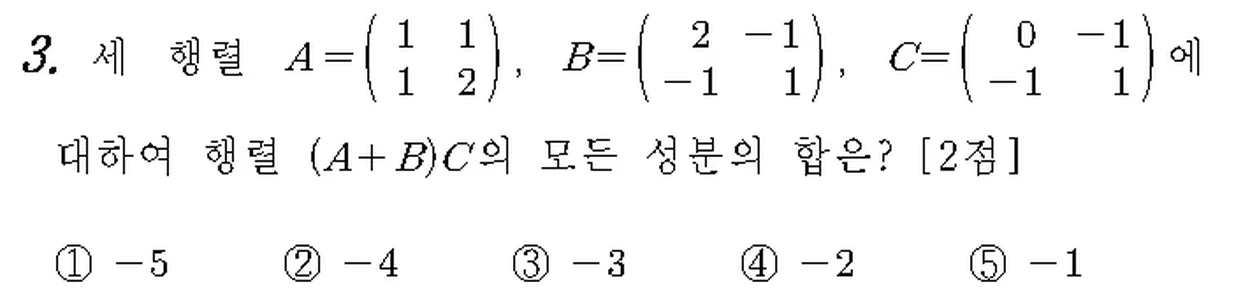 3. 세 행렬 A=(1 1; 1 2), B=(2 -1; -1 1), C=(0 -1; -1 1)에
대하여 행렬 (A+B)C의 모든 성분의 합은? [2점]
① -5 ② -4 ③ -3 ④ -2 ⑤ -1